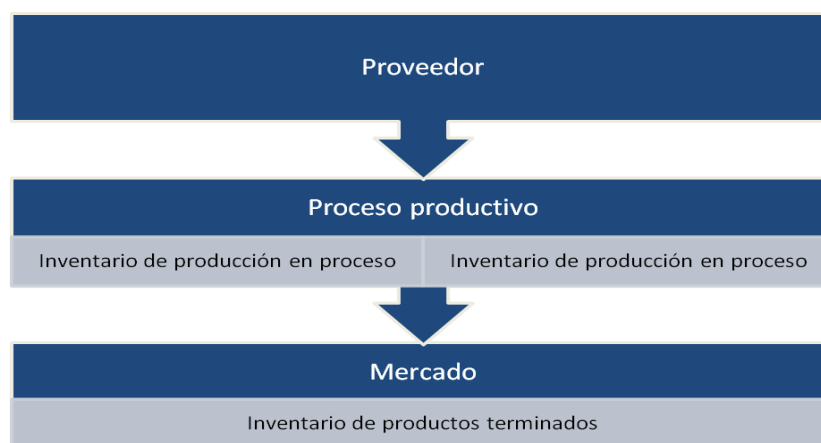 Proveedor
Proceso productivo
Inventario de producción en proceso
Inventario de producción en proceso
Mercado
Inventario de productos terminados